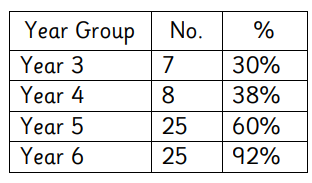 Year Group No. %
Year 3 7 30%
Year 4 8 38%
Year 5 25 60%
Year 6 25 92%